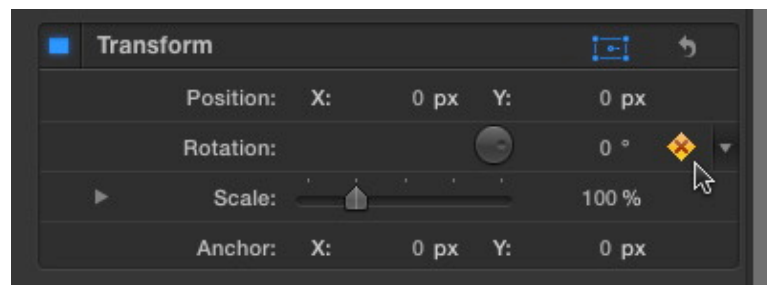 Transform
Position: X: 0 px Y: 0 px
Rotation: 0 °
Scale: 100 %
Anchor: X: 0 px Y: 0 px